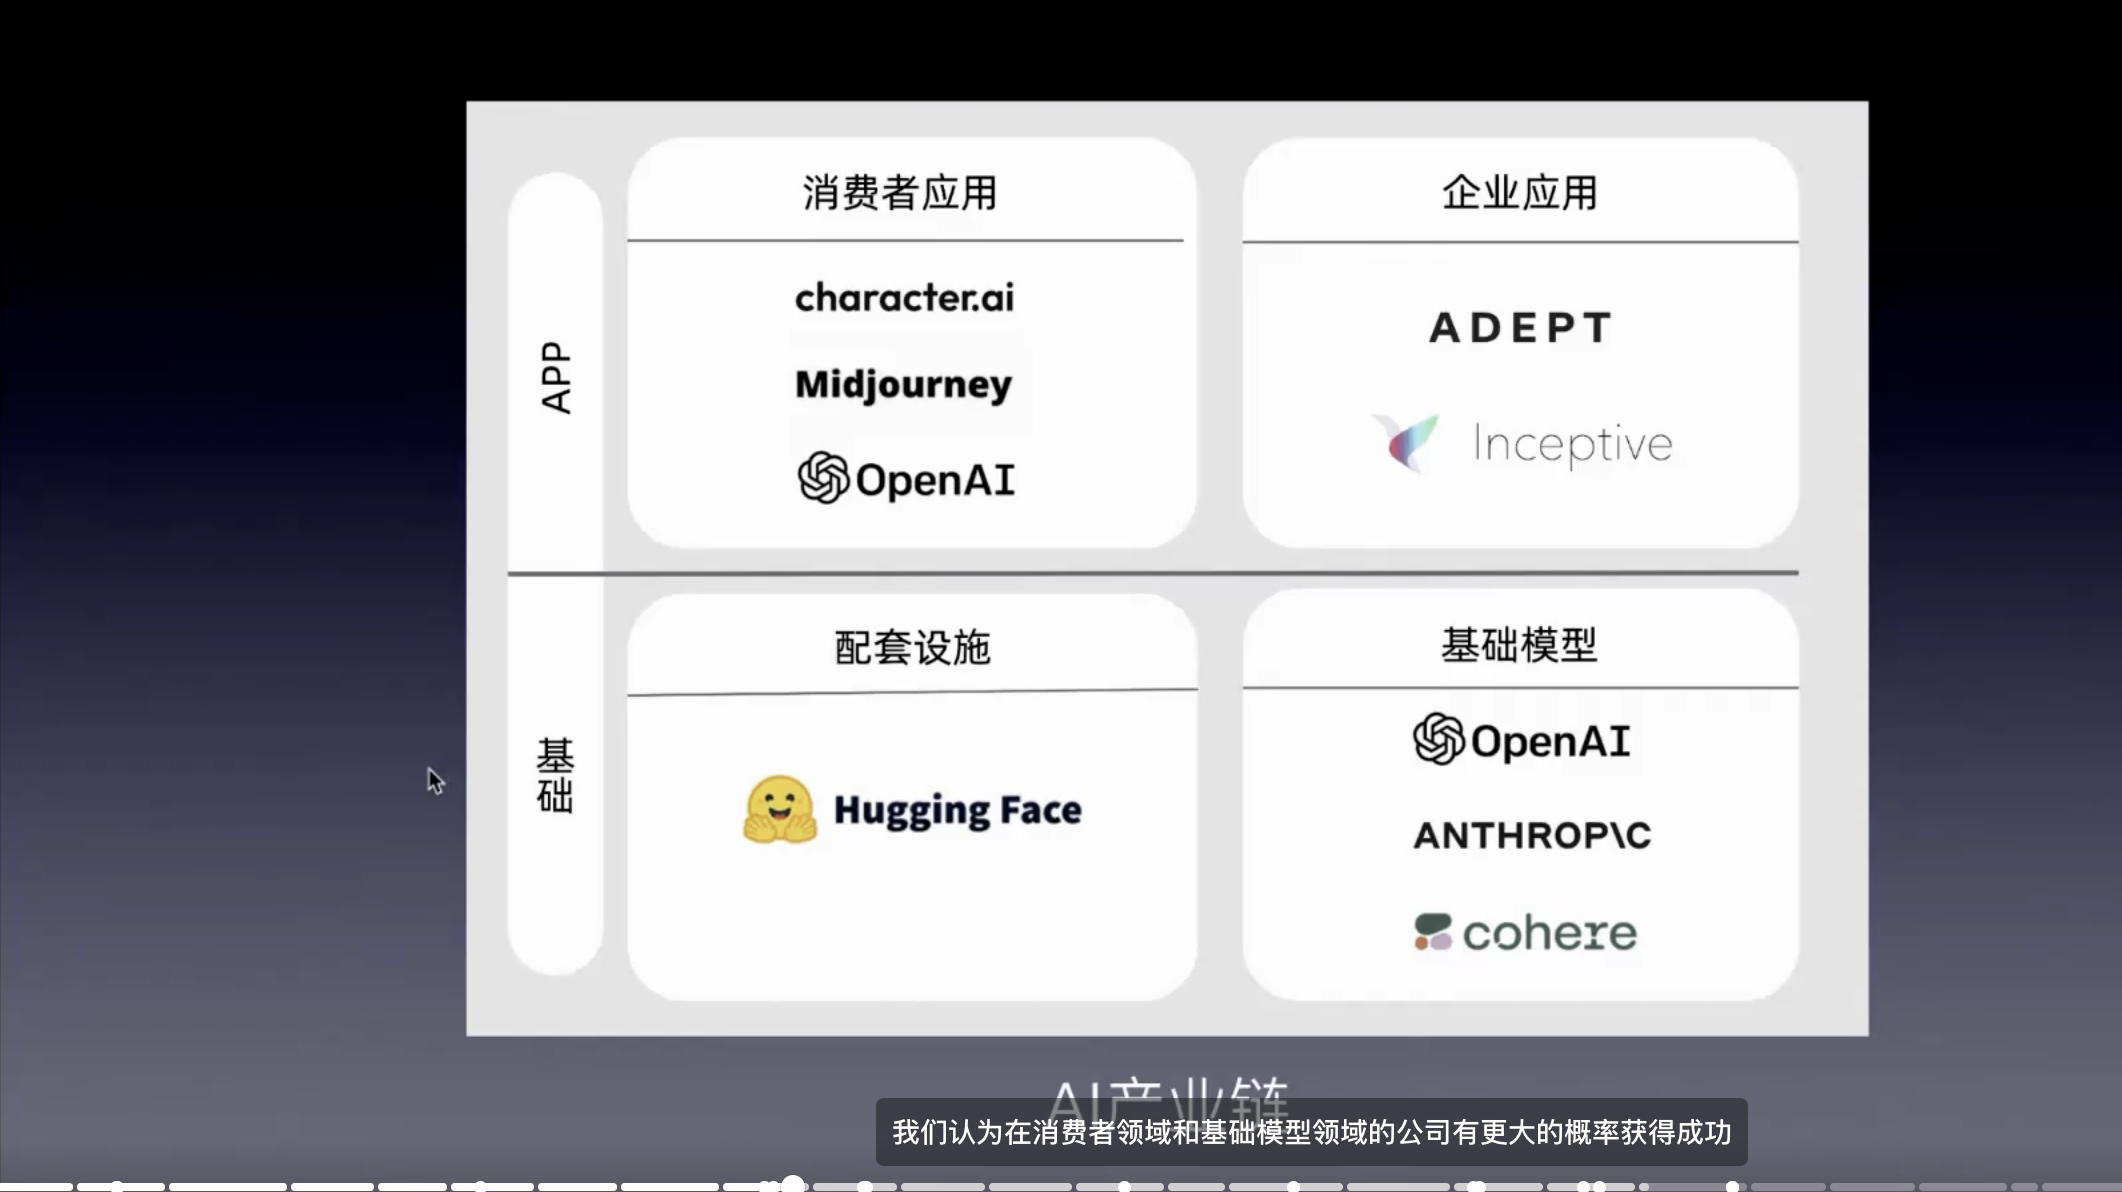 消费者应用
企业应用
APP
character.ai
Midjourney
OpenAI
ADEPT
Inceptive
配套设施
基础模型
基础
Hugging Face
OpenAI
ANTHROP\C
cohere
AI产业链
我们认为在消费者领域和基础模型领域的公司有更大的概率获得成功